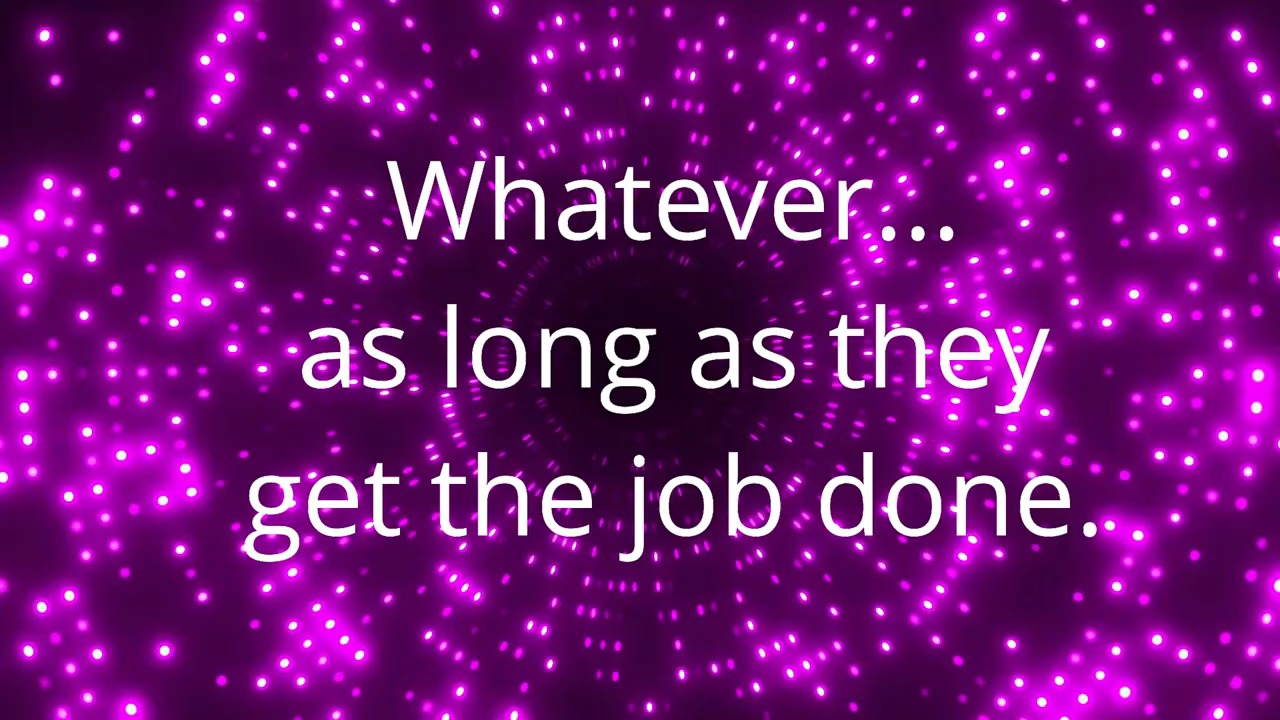 Whatever...
as long as they
get the job done.